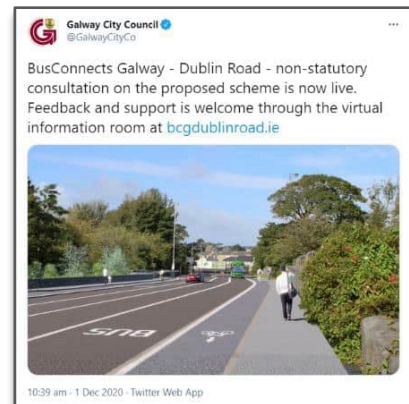 Galway City Council
@GalwayCityCo
BusConnects Galway - Dublin Road - non-statutory
consultation on the proposed scheme is now live.
Feedback and support is welcome through the virtual
information room at bcgdublinroad.ie
BUS
10:39 am · 1 Dec 2020 · Twitter Web App